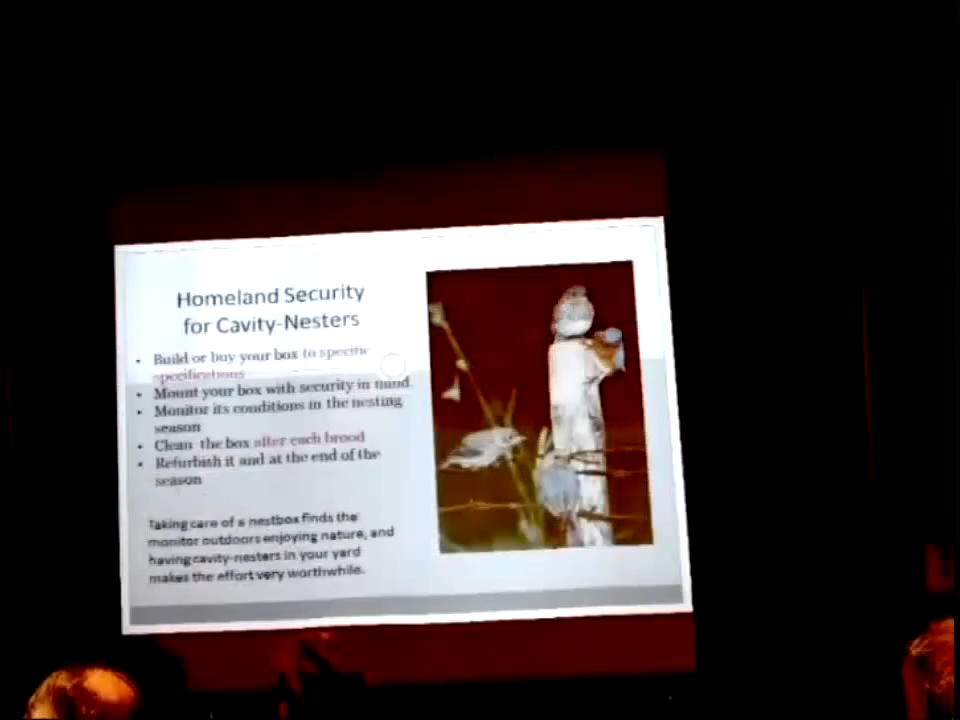 Homeland Security
for Cavity-Nesters
• Build or buy your box to specific
specifications
• Mount your box with security in mind
• Monitor its conditions in the nesting
season
• Clean the box after each brood
• Refurbish it and at the end of the
season
Taking care of a nestbox finds the
monitor outdoors enjoying nature, and
having cavity-nesters in your yard
makes the effort very worthwhile.